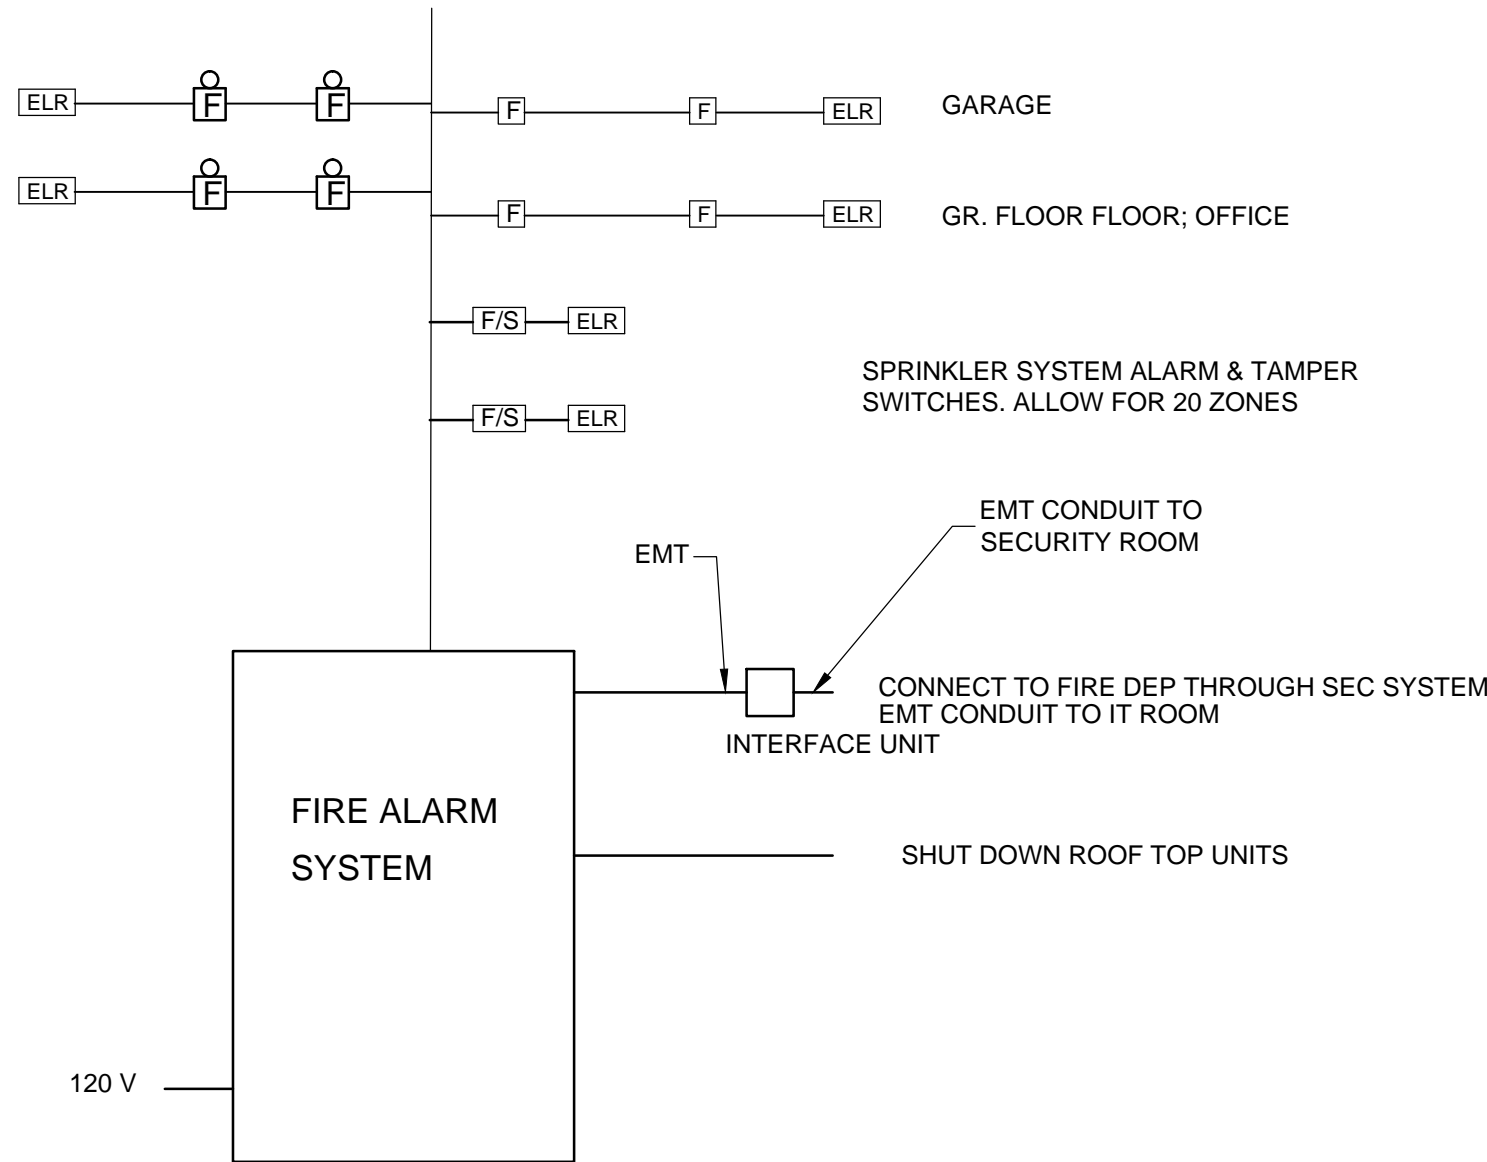 ELR F F F F ELR GARAGE
ELR F F F F ELR GR. FLOOR FLOOR; OFFICE
F/S ELR
SPRINKLER SYSTEM ALARM & TAMPER
SWITCHES. ALLOW FOR 20 ZONES
F/S ELR
EMT CONDUIT TO
SECURITY ROOM
EMT
CONNECT TO FIRE DEP THROUGH SEC SYSTEM
EMT CONDUIT TO IT ROOM
INTERFACE UNIT
FIRE ALARM
SYSTEM
SHUT DOWN ROOF TOP UNITS
120 V